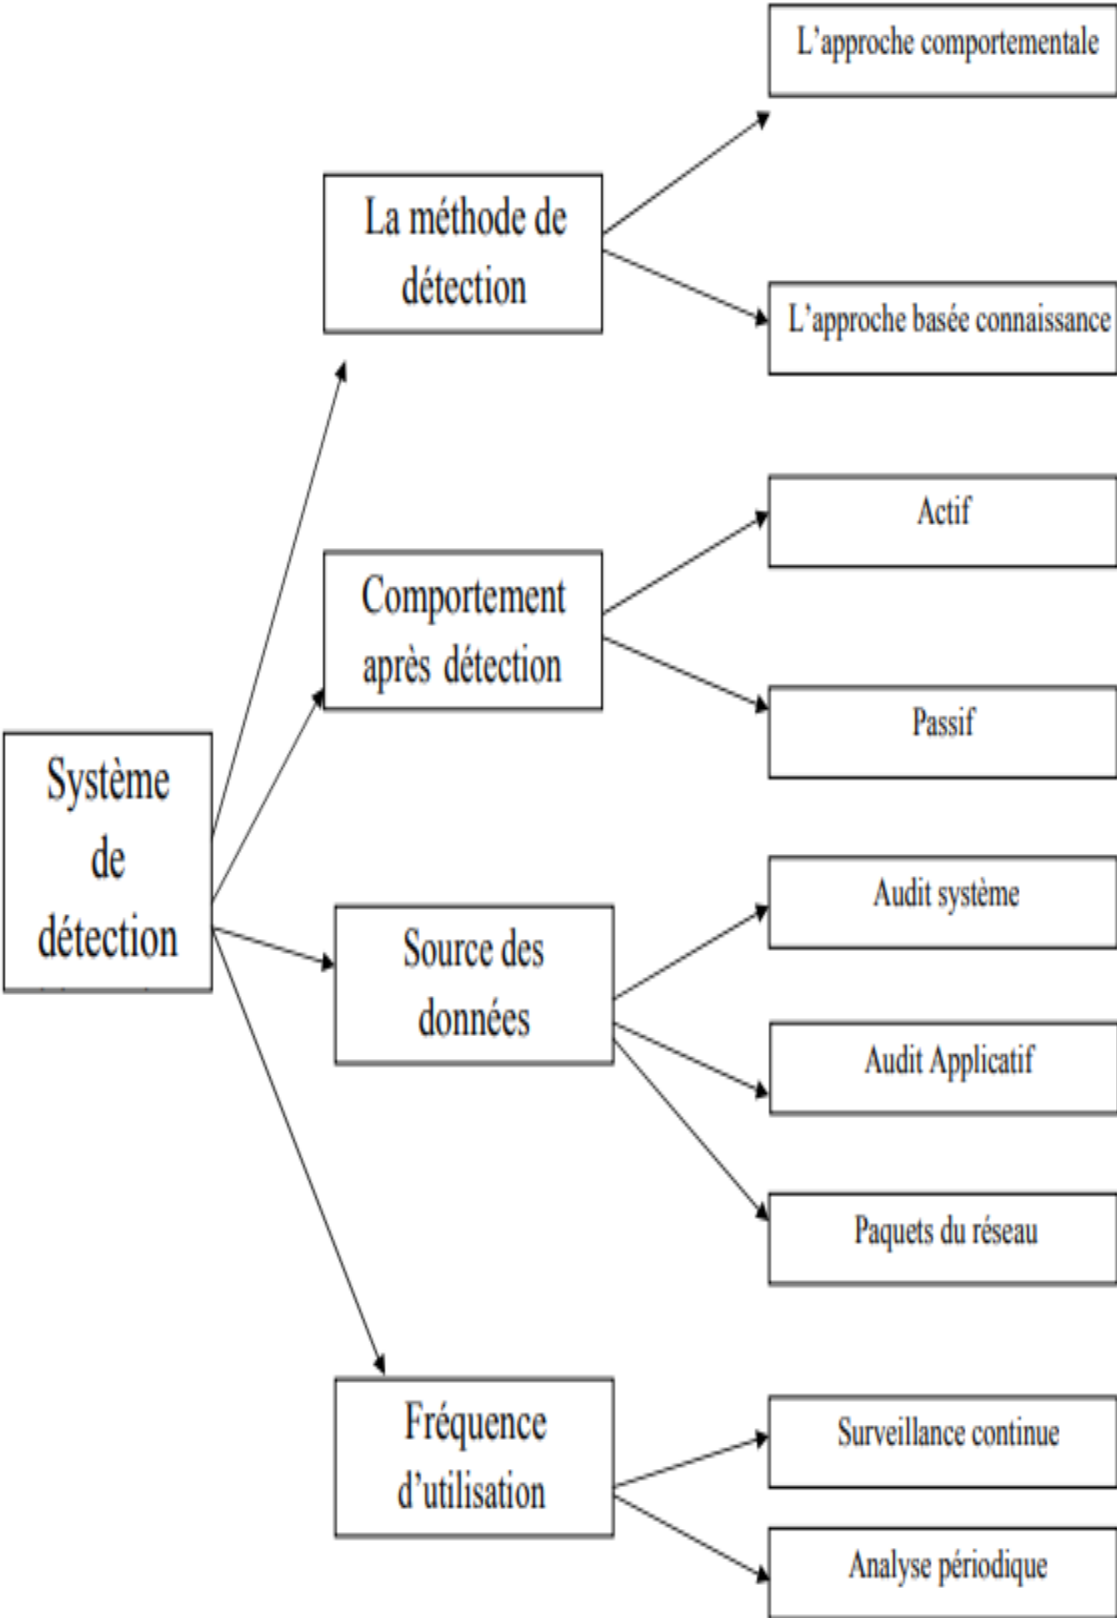 L'approche comportementale
La méthode de
détection
L'approche basée connaissance
Actif
Comportement
après détection
Passif
Système
de
détection
Audit système
Source des
données
Audit Applicatif
Paquets du réseau
Fréquence
d'utilisation
Surveillance continue
Analyse périodique